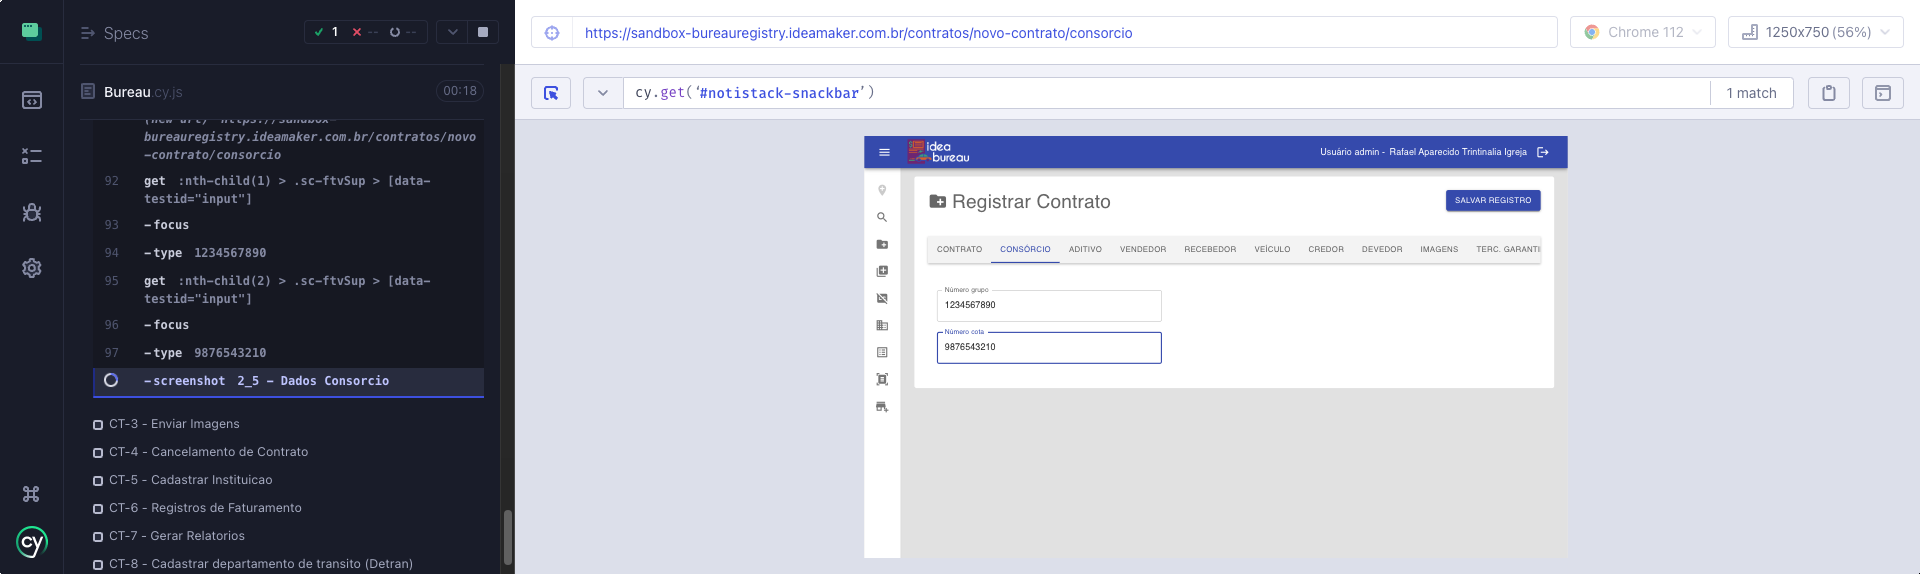 Specs
1 -- --
Bureau.cy.js 00:18
(new url) https://sandbox-
bureauregistry.ideamaker.com.br/contratos/novo
-contrato/consorcio
92 get :nth-child(1) > .sc-ftvSup > [data-
testid="input"]
93 -focus
94 -type 1234567890
95 get :nth-child(2) > .sc-ftvSup > [data-
testid="input"]
96 -focus
97 -type 9876543210
-screenshot 2_5 - Dados Consorcio
CT-3 - Enviar Imagens
CT-4 - Cancelamento de Contrato
CT-5 - Cadastrar Instituicao
CT-6 - Registros de Faturamento
CT-7 - Gerar Relatorios
CT-8 - Cadastrar departamento de transito (Detran)
cy
https://sandbox-bureauregistry.ideamaker.com.br/contratos/novo-contrato/consorcio
Chrome 112
1250x750 (56%)
cy.get('#notistack-snackbar')
1 match
idea
bureau
Usuário admin - Rafael Aparecido Trintinalia Igreja
Registrar Contrato
SALVAR REGISTRO
CONTRATO CONSÓRCIO ADITIVO VENDEDOR RECEBEDOR VEÍCULO CREDOR DEVEDOR IMAGENS TERC. GARANTI
Número grupo
1234567890
Número cota
9876543210